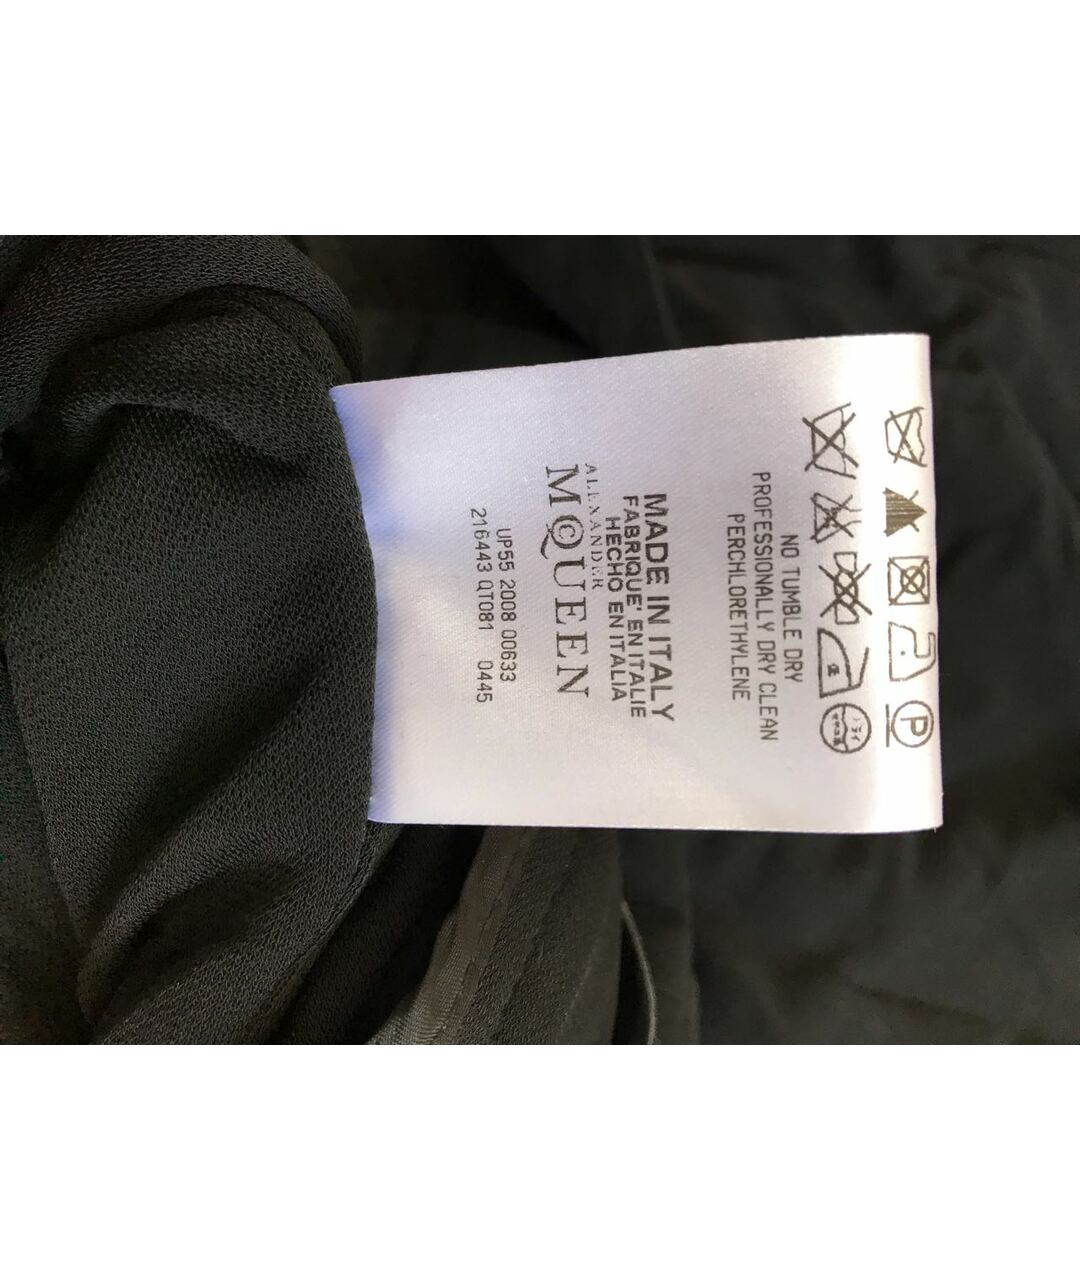 P
NO TUMBLE DRY
PROFESSIONALLY DRY CLEAN
PERCHLORETHYLENE
MADE IN ITALY
FABRIQUE' EN ITALIE
HECHO EN ITALIA
ALEXANDER
MCQUEEN
UP55 2008 00633
216443 QT081 0445